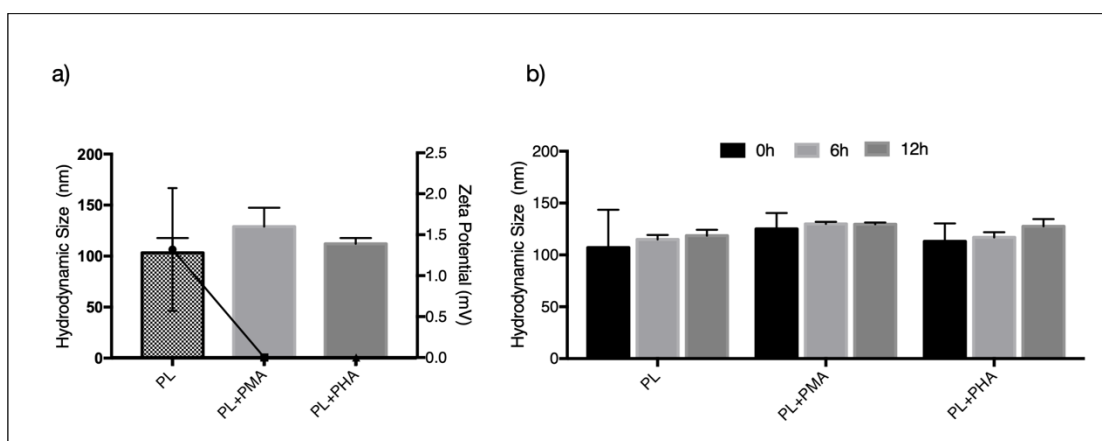 a)
Hydrodynamic Size (nm)
200
150
100
50
0
2.5
2.0
1.5
1.0
0.5
0.0
Zeta Potential (mV)
PL
PL+PMA
PL+PHA
b)
0h 6h 12h
Hydrodynamic Size (nm)
200
150
100
50
0
PL
PL+PMA
PL+PHA